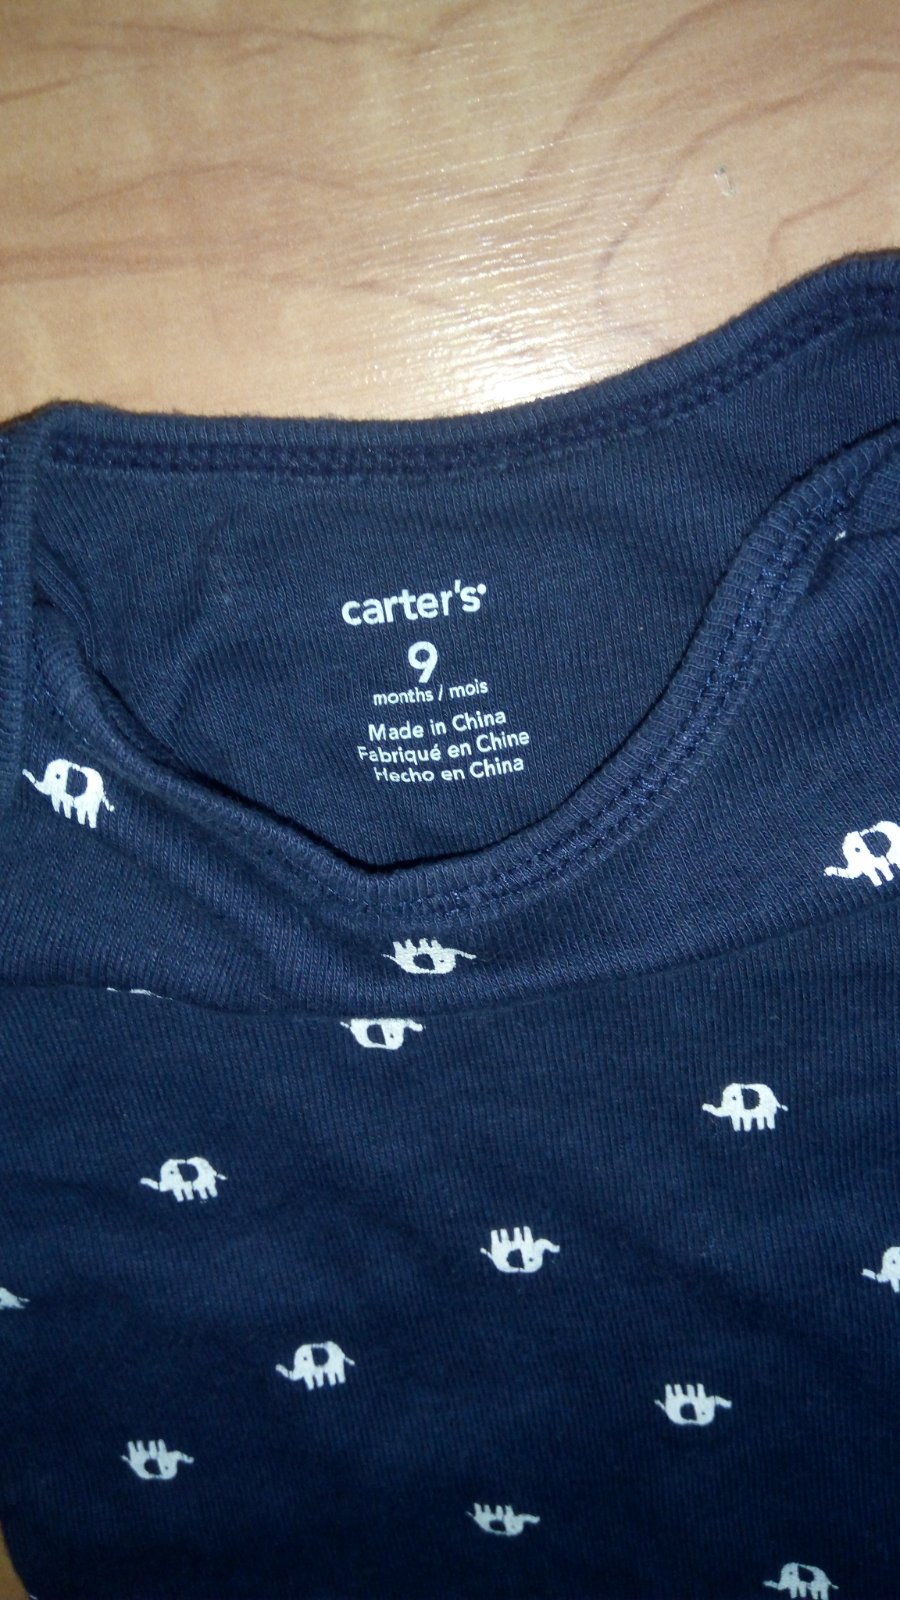 carter's
9
months / mois
Made in China
Fabriqué en Chine
Hecho en China